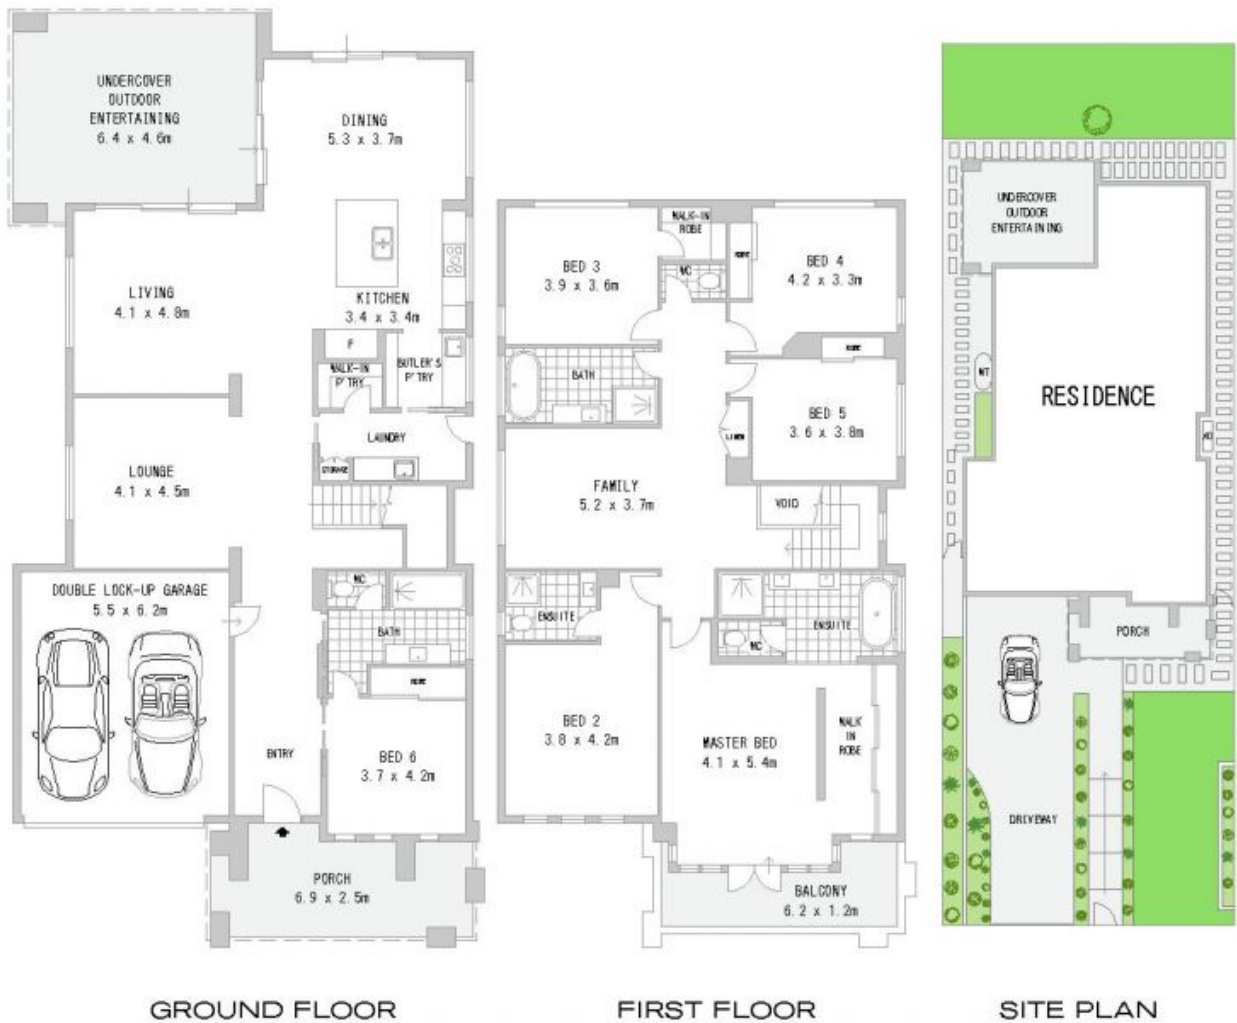 UNDERCOVER
OUTDOOR
ENTERTAINING
6.4 x 4.6m
DINING
5.3 x 3.7m
LIVING
4.1 x 4.8m
KITCHEN
3.4 x 3.4m
F
WALK-IN
P'TRY
BUTLER'S
P'TRY
LAUNDRY
STORAGE
LOUNGE
4.1 x 4.5m
DOUBLE LOCK-UP GARAGE
5.5 x 6.2m
WC
BATH
ROBE
ENTRY
BED 6
3.7 x 4.2m
PORCH
6.9 x 2.5m
GROUND FLOOR
BED 3
3.9 x 3.6m
WALK-IN
ROBE
WC
ROBE
BED 4
4.2 x 3.3m
ROBE
BATH
BED 5
3.6 x 3.8m
LINEN
FAMILY
5.2 x 3.7m
VOID
ENSUITE
ENSUITE
WC
BED 2
3.8 x 4.2m
MASTER BED
4.1 x 5.4m
WALK
IN
ROBE
BALCONY
6.2 x 1.2m
FIRST FLOOR
UNDERCOVER
OUTDOOR
ENTERTAINING
WT
RESIDENCE
PORCH
DRIVEWAY
SITE PLAN